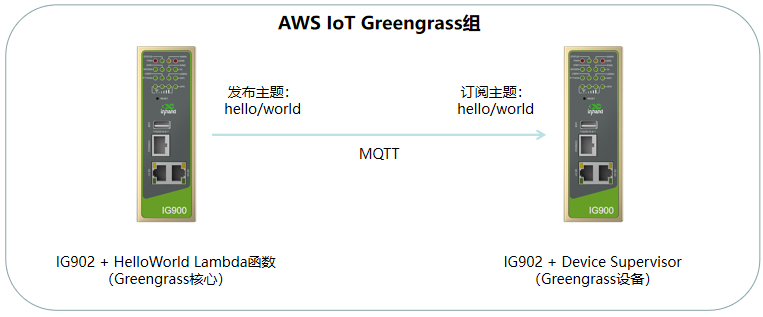 AWS IoT Greengrass组
发布主题：
hello/world
订阅主题：
hello/world
MQTT
inhand
IG900
inhand
IG900
IG902 + HelloWorld Lambda函数
（Greengrass核心）
IG902 + Device Supervisor
（Greengrass设备）